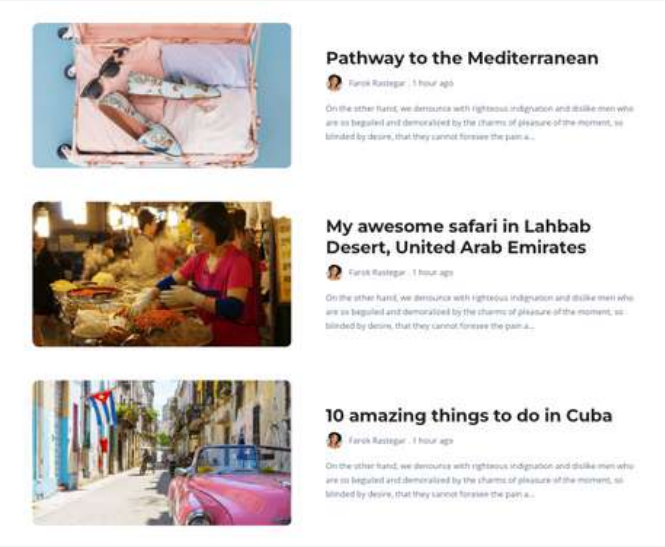 Pathway to the Mediterranean
Farok Rastegar . 1 hour ago
On the other hand, we denounce with righteous indignation and dislike men who
are so beguiled and demoralized by the charms of pleasure of the moment, so
blinded by desire, that they cannot foresee the pain a...
My awesome safari in Lahbab
Desert, United Arab Emirates
Farok Rastegar . 1 hour ago
On the other hand, we denounce with righteous indignation and dislike men who
are so beguiled and demoralized by the charms of pleasure of the moment, so
blinded by desire, that they cannot foresee the pain a...
10 amazing things to do in Cuba
Farok Rastegar . 1 hour ago
On the other hand, we denounce with righteous indignation and dislike men who
are so beguiled and demoralized by the charms of pleasure of the moment, so
blinded by desire, that they cannot foresee the pain a...